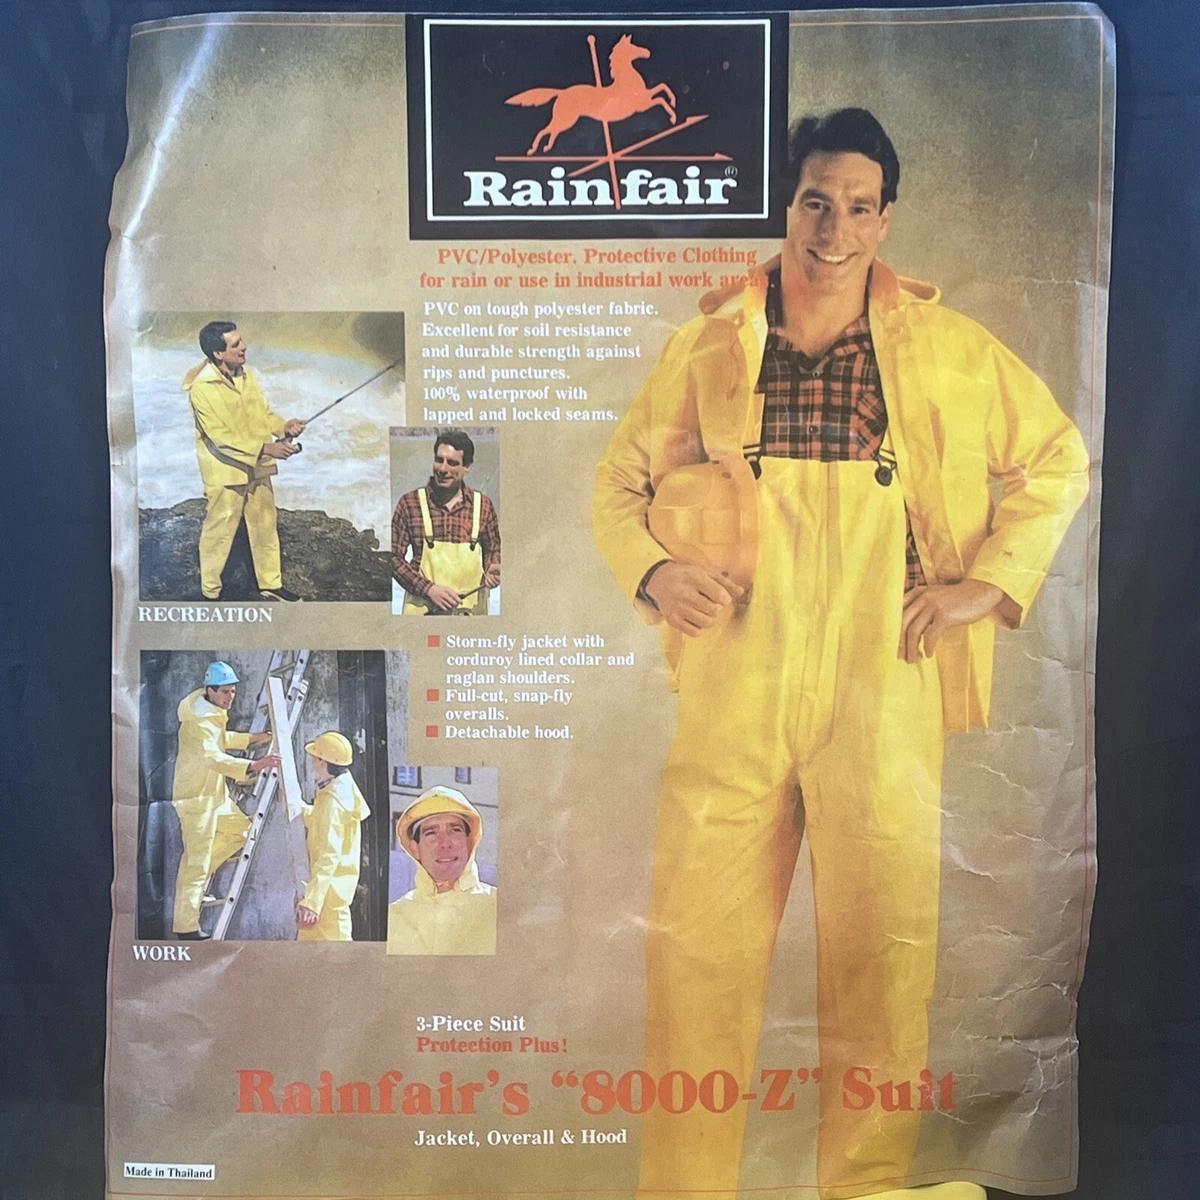 Rainfair®
PVC/Polyester. Protective Clothing
for rain or use in industrial work areas.
PVC on tough polyester fabric.
Excellent for soil resistance
and durable strength against
rips and punctures.
100% waterproof with
lapped and locked seams.
RECREATION
■ Storm-fly jacket with
corduroy lined collar and
raglan shoulders.
■ Full-cut, snap-fly
overalls.
■ Detachable hood.
WORK
3-Piece Suit
Protection Plus!
Rainfair's “8000-Z” Suit
Jacket, Overall & Hood
Made in Thailand